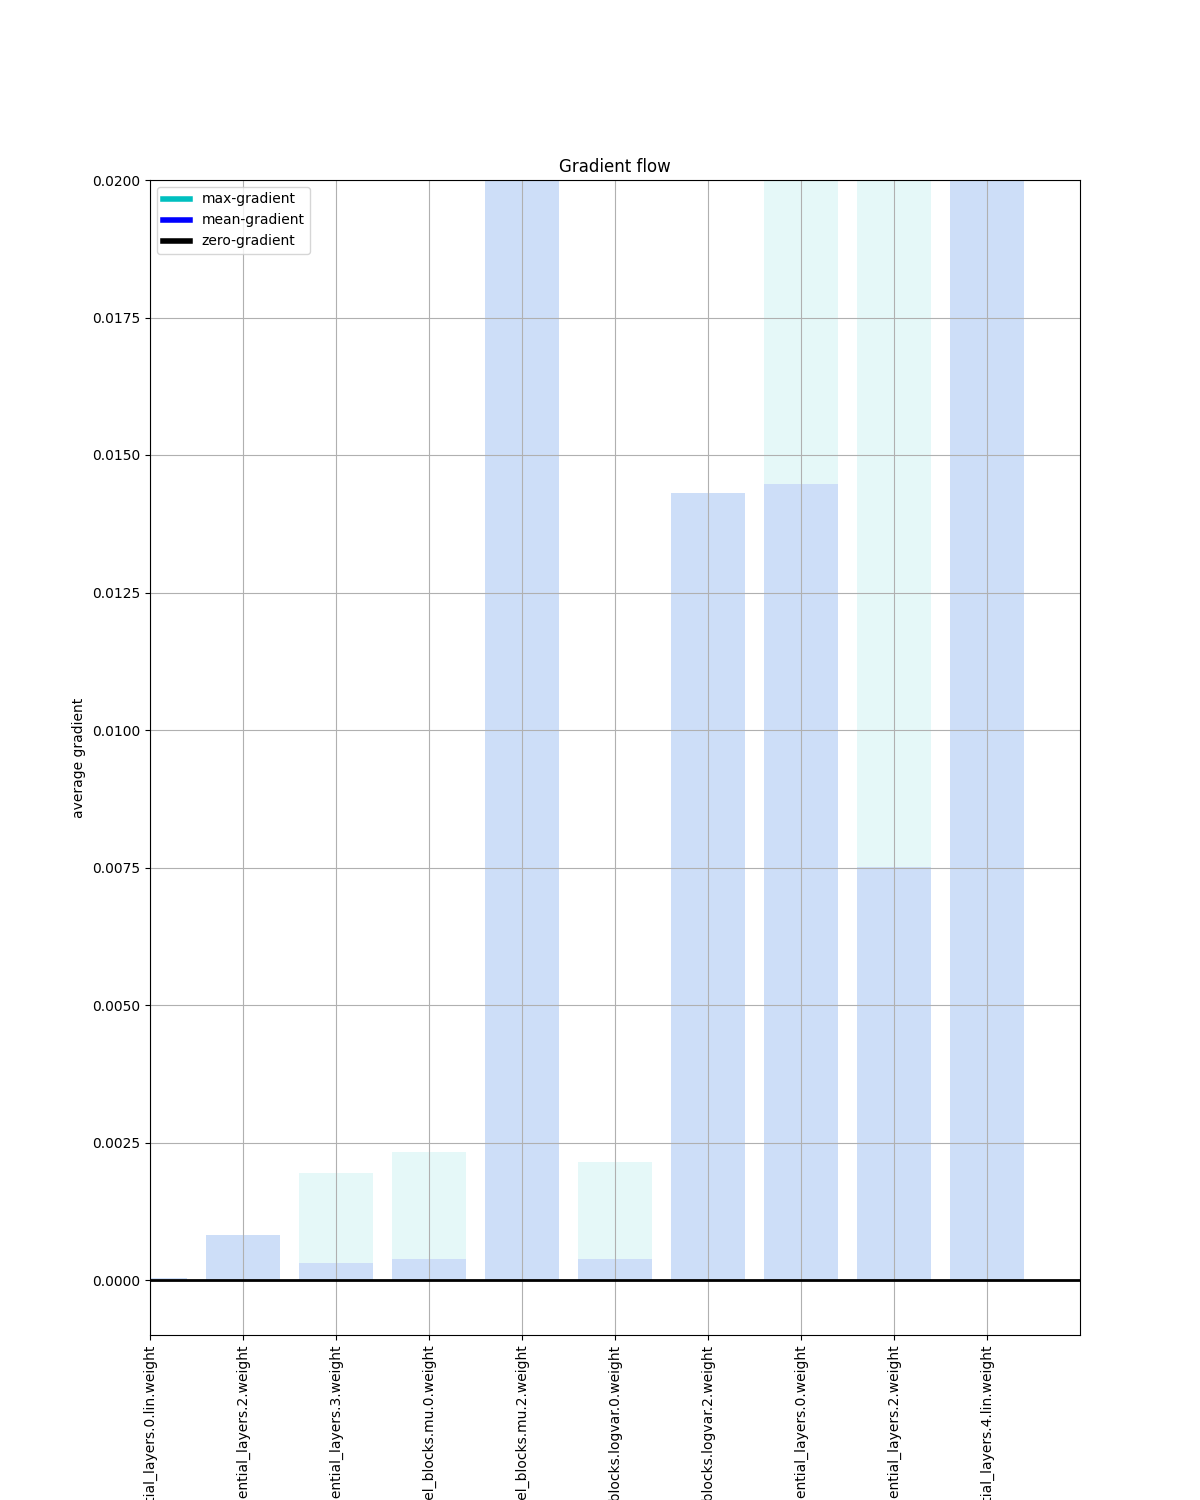 Gradient flow
max-gradient
mean-gradient
zero-gradient
0.0200
0.0175
0.0150
0.0125
0.0100
0.0075
0.0050
0.0025
0.0000
average gradient
tial_layers.0.lin.weight
ential_layers.2.weight
ential_layers.3.weight
el_blocks.mu.0.weight
el_blocks.mu.2.weight
blocks.logvar.0.weight
blocks.logvar.2.weight
ential_layers.0.weight
ential_layers.2.weight
tial_layers.4.lin.weight